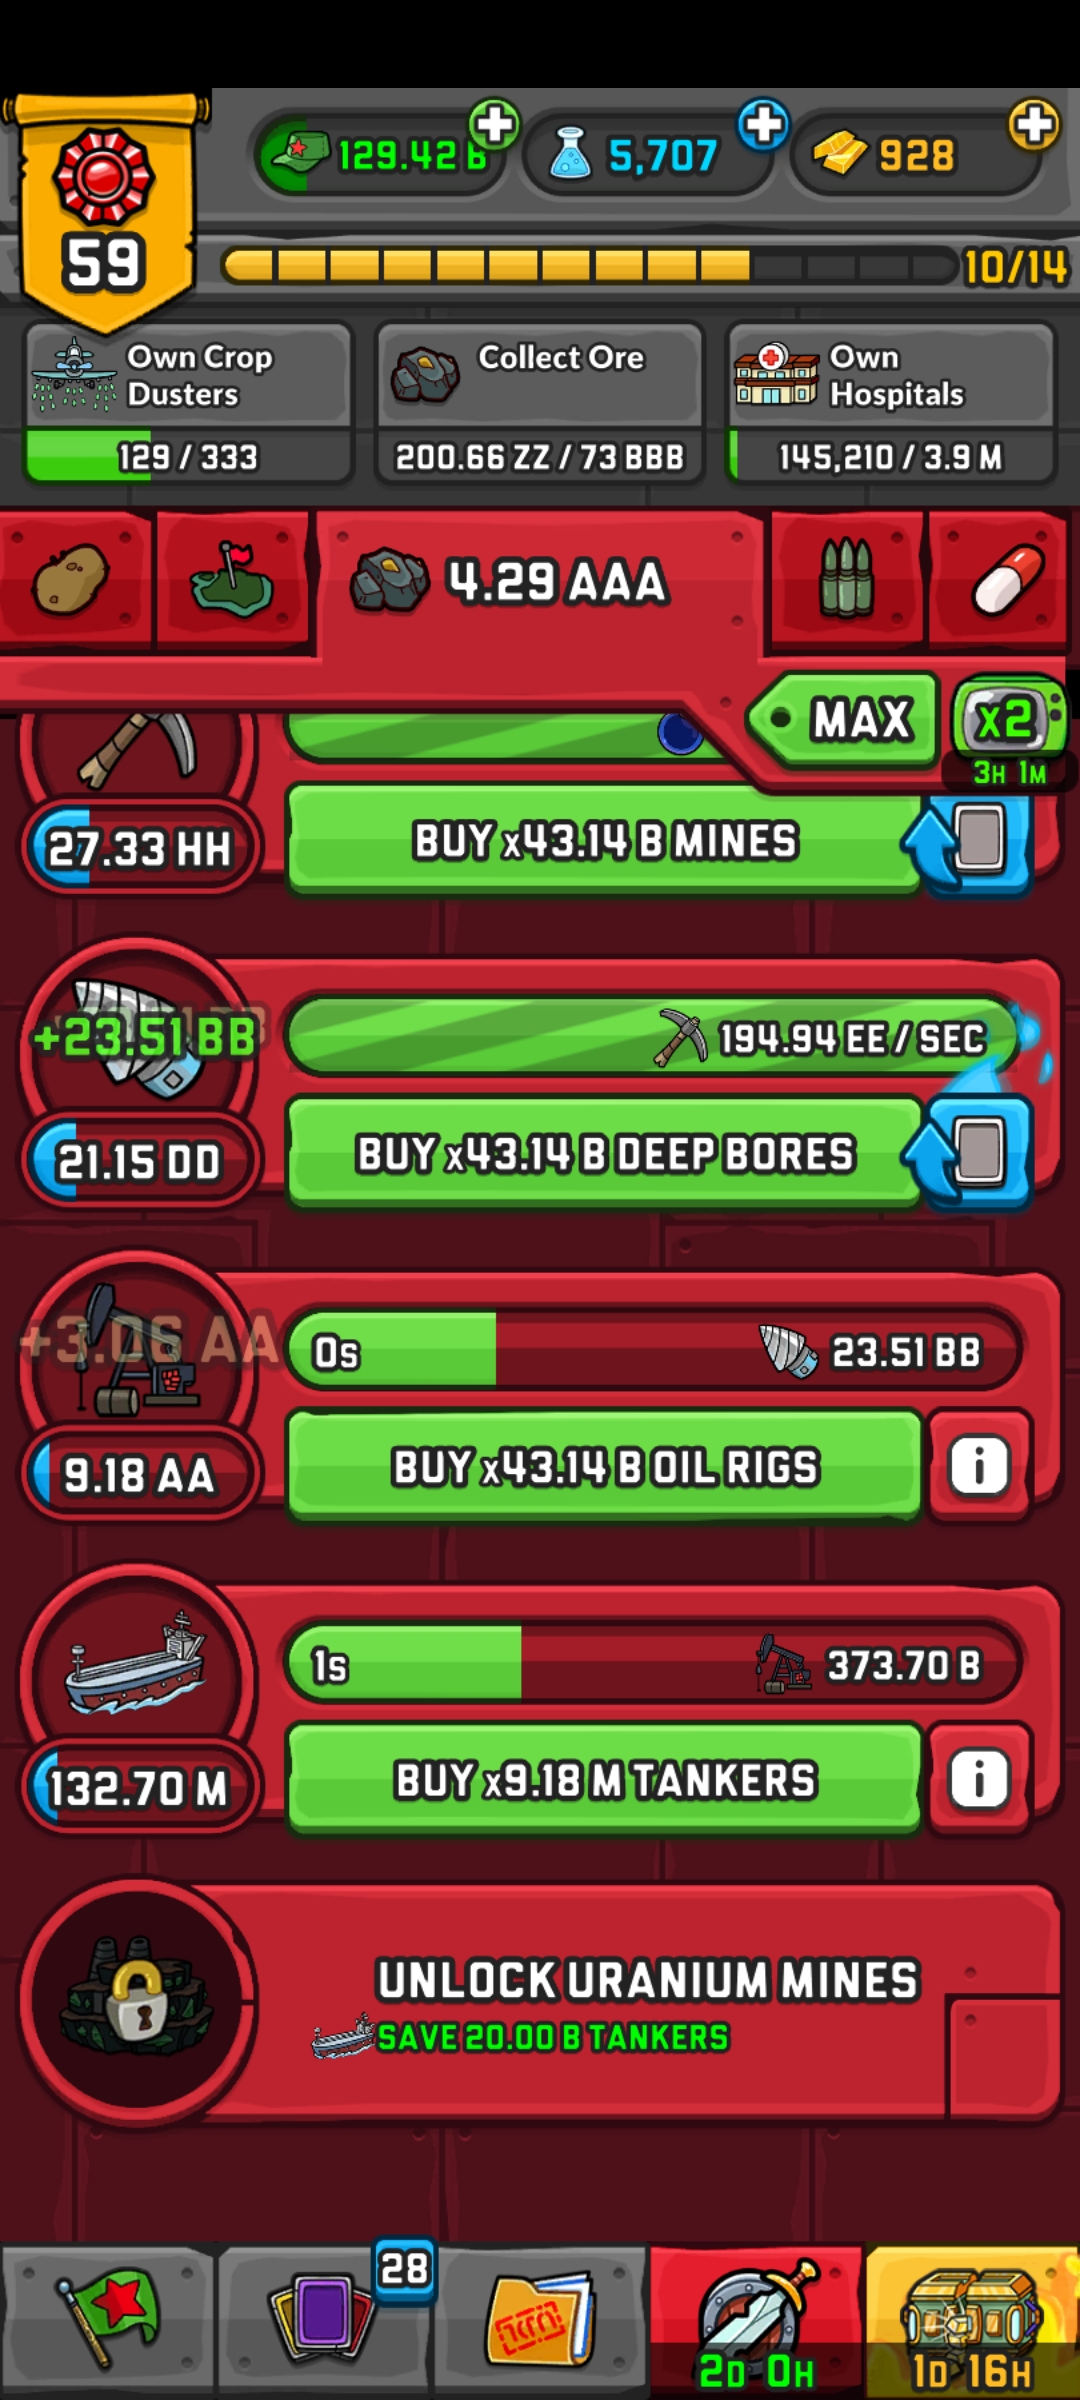 129.42 B
5,707
928
59
10/14
Own Crop
Dusters
129 / 333
Collect Ore
200.66 ZZ / 73 BBB
Own
Hospitals
145,210 / 3.9 M
4.29 AAA
MAX
x2
3H 1M
27.33 HH
BUY x43.14 B MINES
+23.51 BB
194.94 EE / SEC
21.15 DD
BUY x43.14 B DEEP BORES
+3.06 AA
0s
23.51 BB
9.18 AA
BUY x43.14 B OIL RIGS
i
1s
373.70 B
132.70 M
BUY x9.18 M TANKERS
i
UNLOCK URANIUM MINES
SAVE 20.00 B TANKERS
28
2D 0H
1D 16H